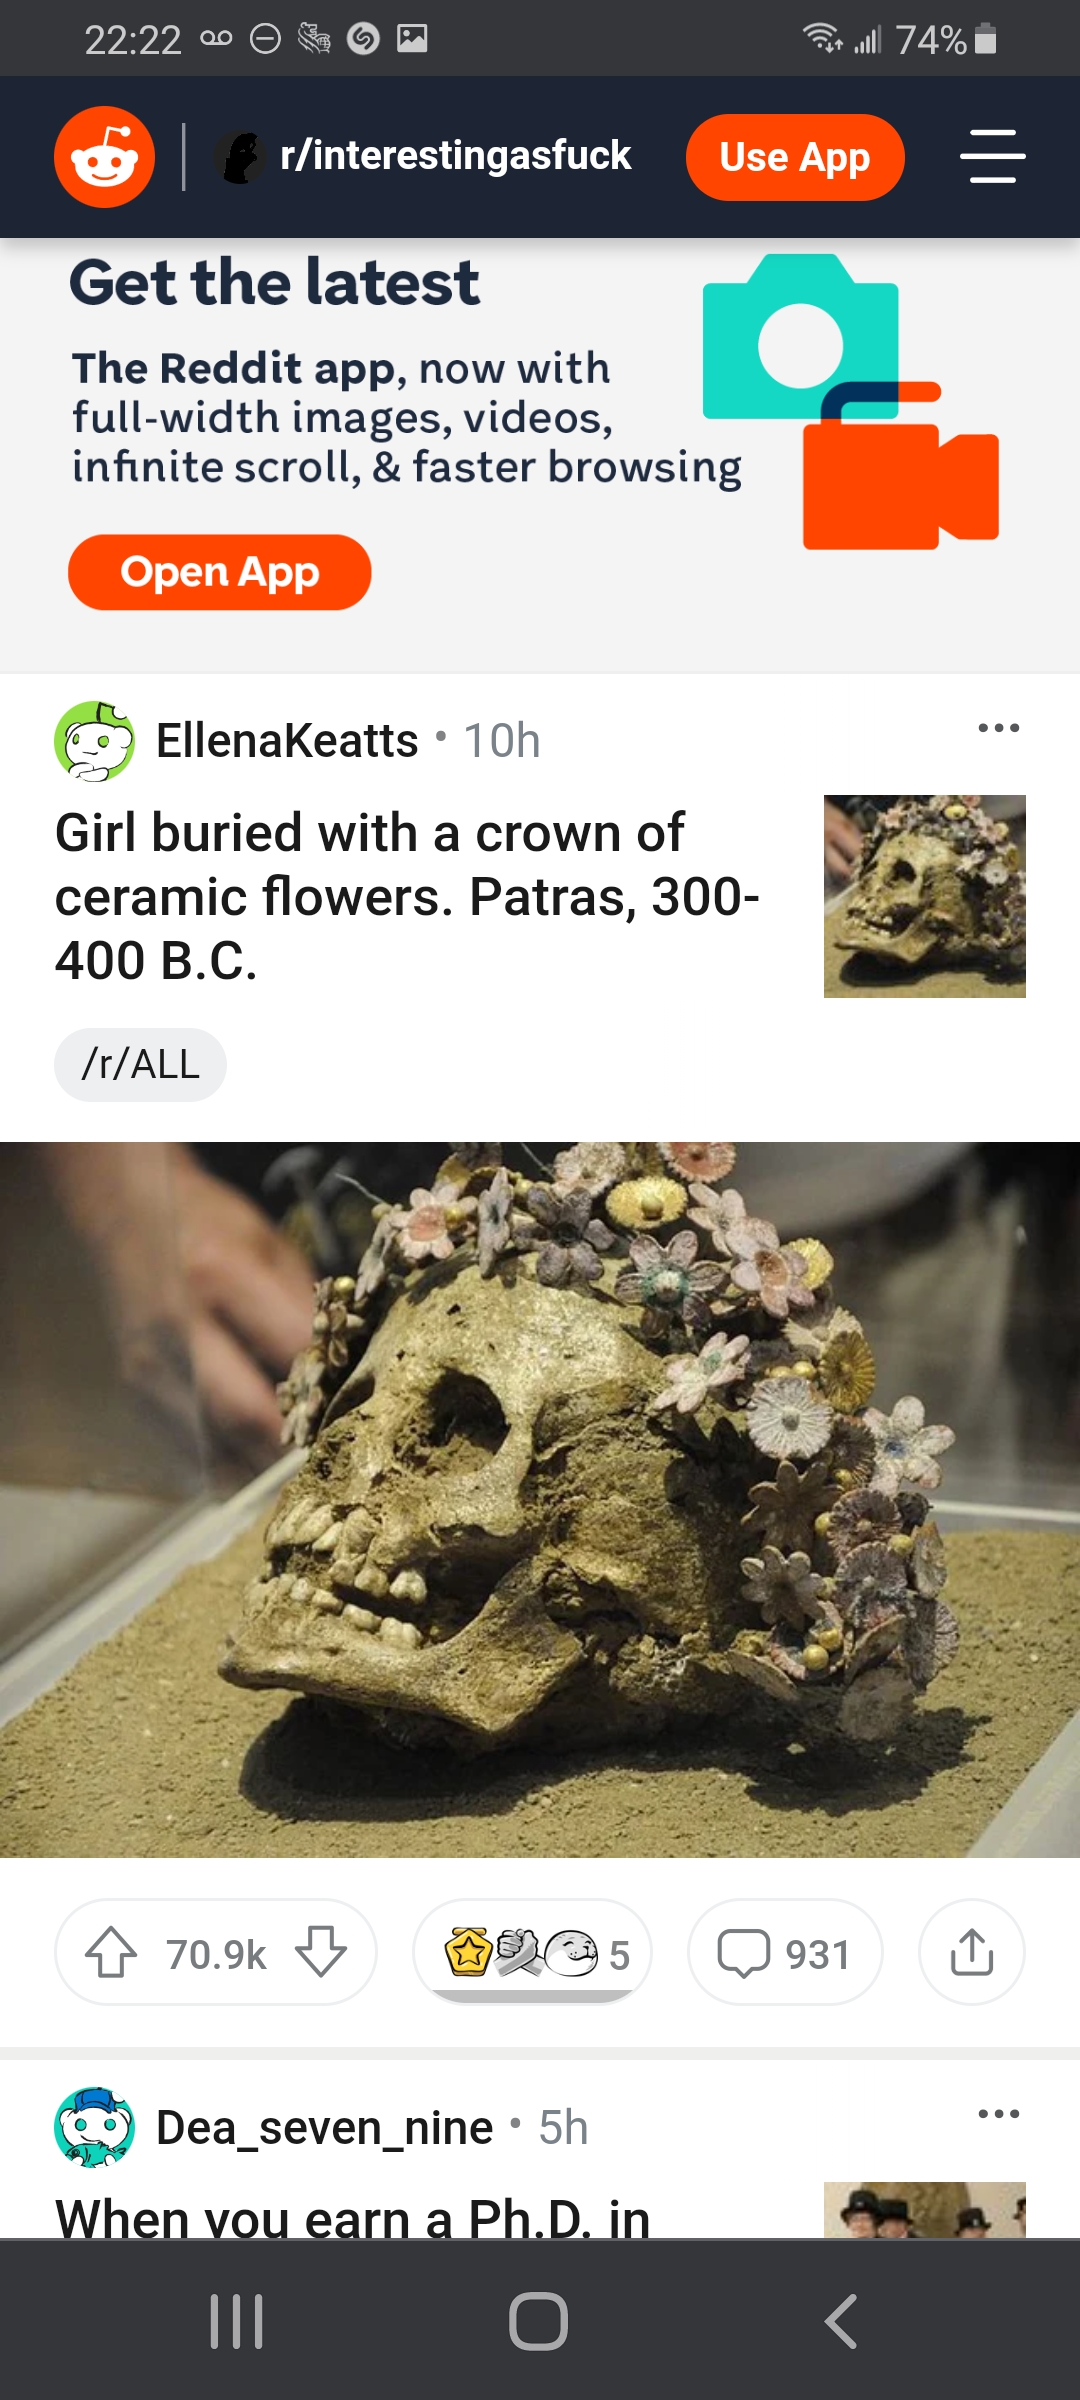 22:22
74%
r/interestingasfuck
Use App
Get the latest
The Reddit app, now with
full-width images, videos,
infinite scroll, & faster browsing
Open App
EllenaKeatts • 10h
Girl buried with a crown of
ceramic flowers. Patras, 300-
400 B.C.
/r/ALL
70.9k
5
931
Dea_seven_nine • 5h
When you earn a Ph.D. in